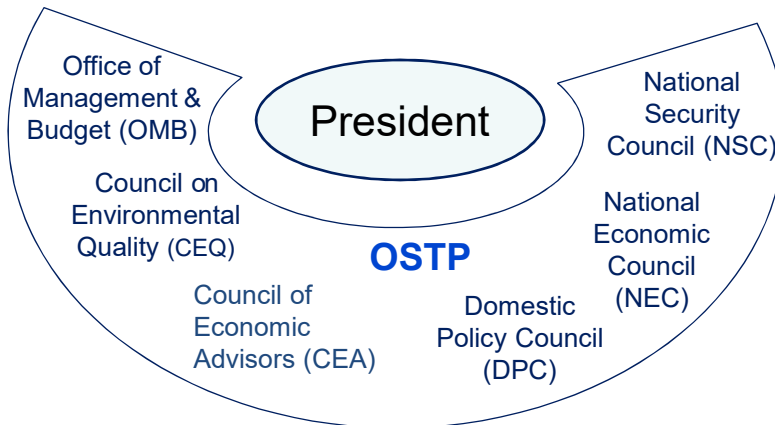 Office of
Management &
Budget (OMB)
President
National
Security
Council (NSC)
Council on
Environmental
Quality (CEQ)
OSTP
National
Economic
Council
(NEC)
Council of
Economic
Advisors (CEA)
Domestic
Policy Council
(DPC)